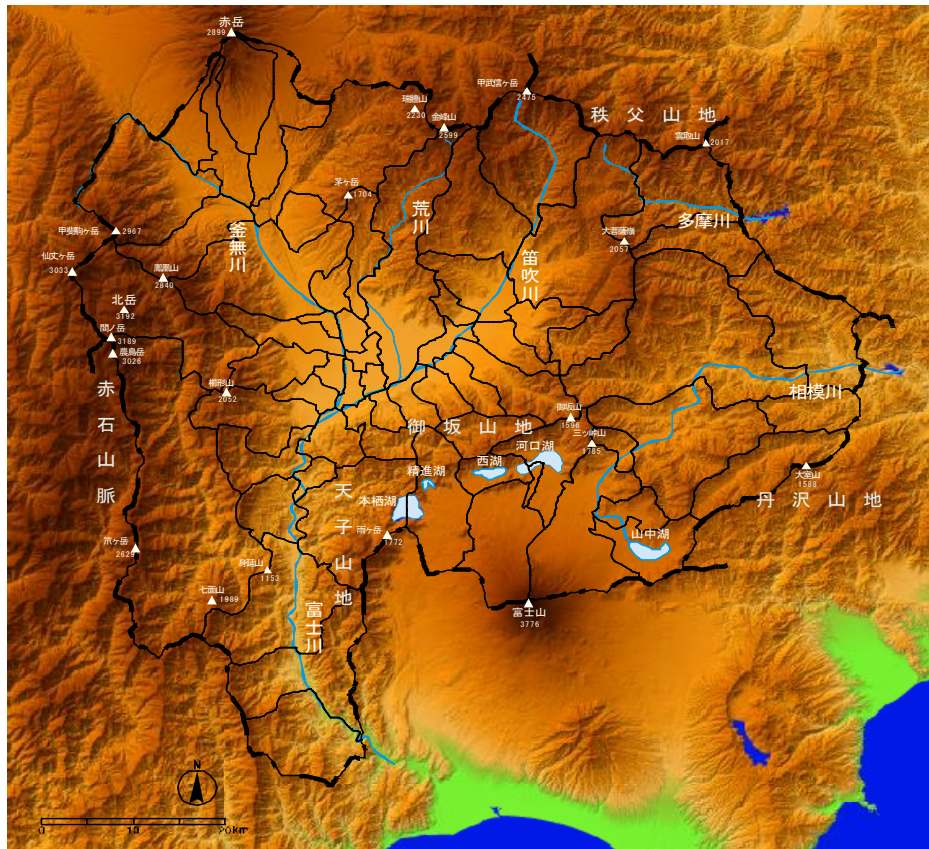 赤岳
2899
甲武信ヶ岳
2475
瑞牆山
2230
金峰山
2599
秩父山地
雲取山
2017
茅ヶ岳
1704
荒川
釜無川
笛吹川
多摩川
大菩薩嶺
2057
甲斐駒ヶ岳
2967
仙丈ヶ岳
3033
鳳凰山
2840
北岳
3192
間ノ岳
3189
農鳥岳
3026
赤石山脈
櫛形山
2052
相模川
御坂山
1596
御坂山地
三ッ峠山
1785
河口湖
西湖
精進湖
大室山
1588
丹沢山地
天子山地
本栖湖
雨ヶ岳
1772
山中湖
笊ヶ岳
2629
身延山
1153
七面山
1989
富士川
富士山
3776
N
0
10
20km